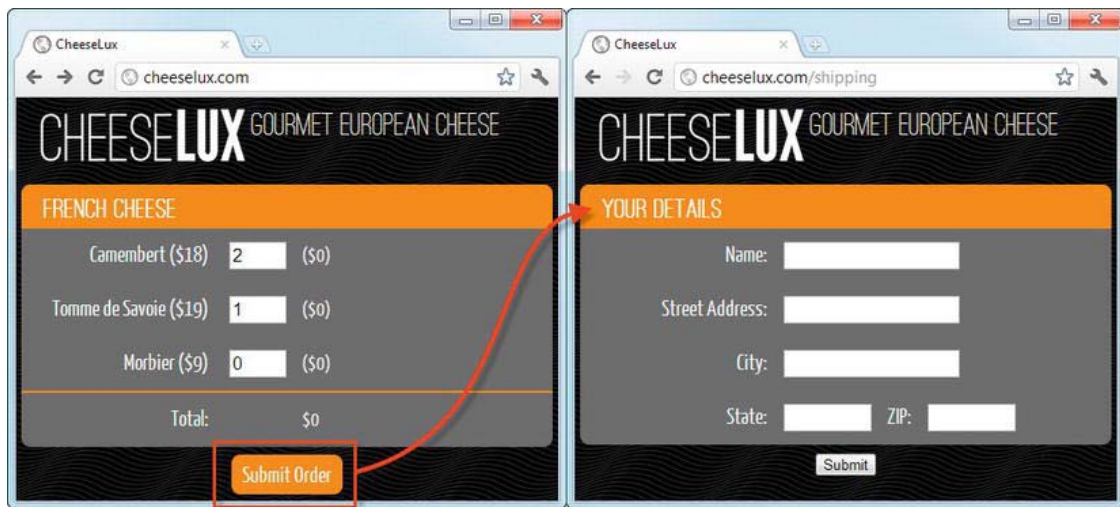 CheeseLux
cheeselux.com
CHEESELUX GOURMET EUROPEAN CHEESE
FRENCH CHEESE
Camembert ($18) 2 ($0)
Tomme de Savoie ($19) 1 ($0)
Morbier ($9) 0 ($0)
Total: $0
Submit Order
CheeseLux
cheeselux.com/shipping
CHEESELUX GOURMET EUROPEAN CHEESE
YOUR DETAILS
Name:
Street Address:
City:
State: ZIP:
Submit